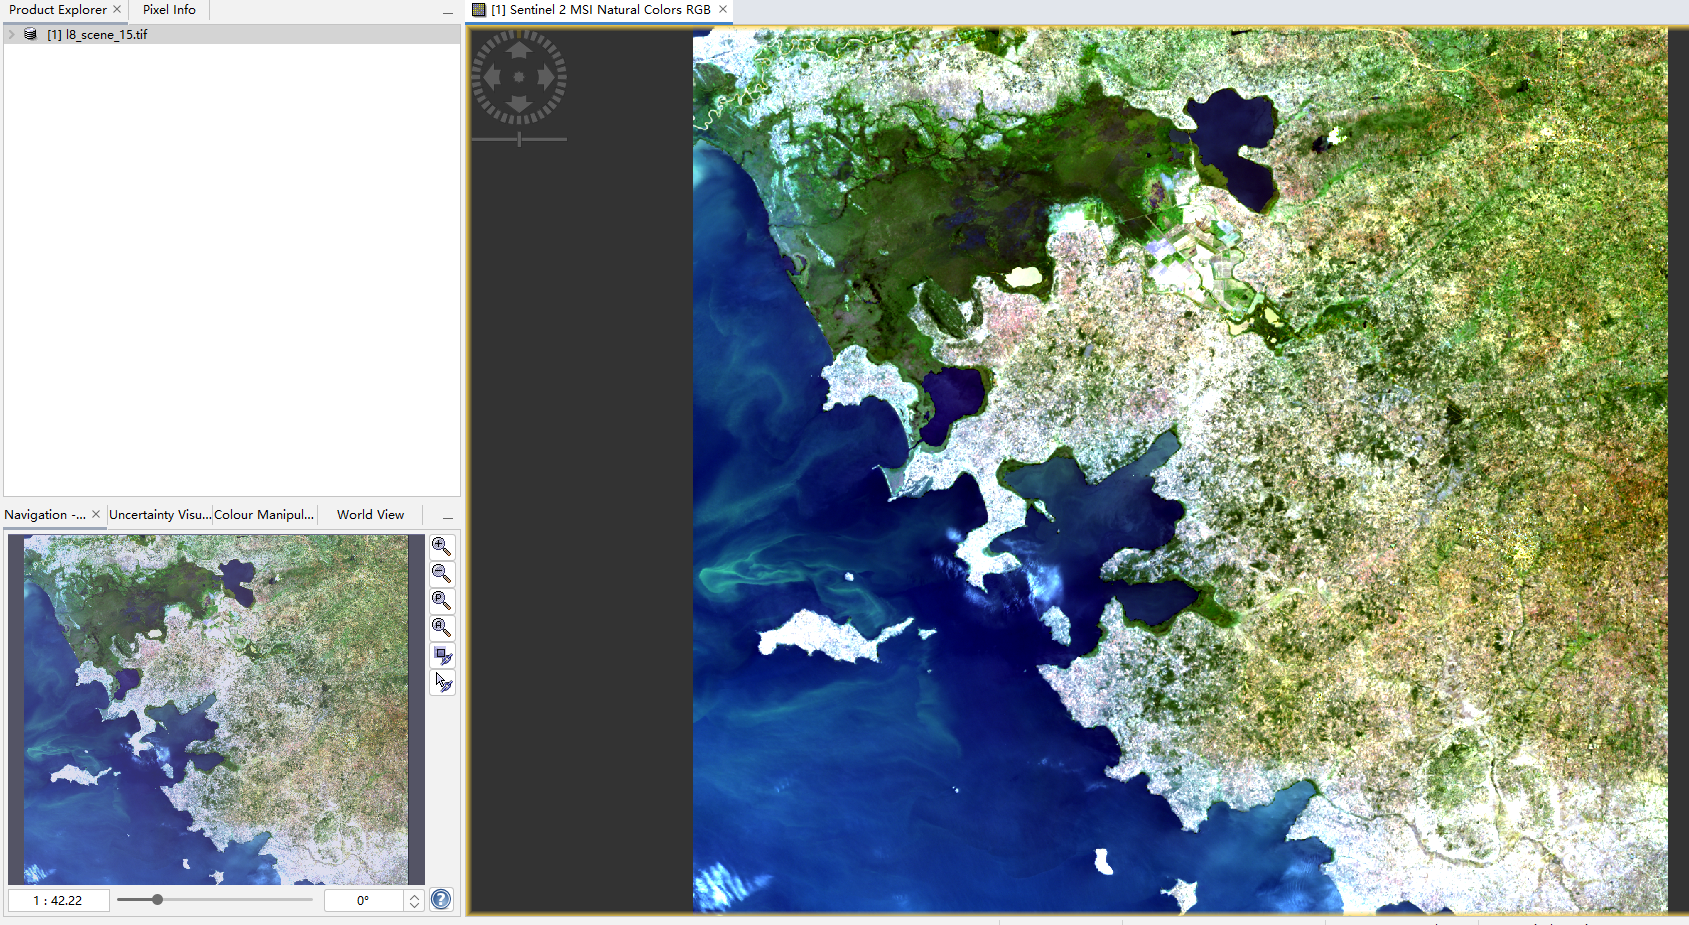 Product Explorer
Pixel Info
[1] l8_scene_15.tif
[1] Sentinel 2 MSI Natural Colors RGB
Navigation -...
Uncertainty Visu...
Colour Manipul...
World View
1 : 42.22
0°